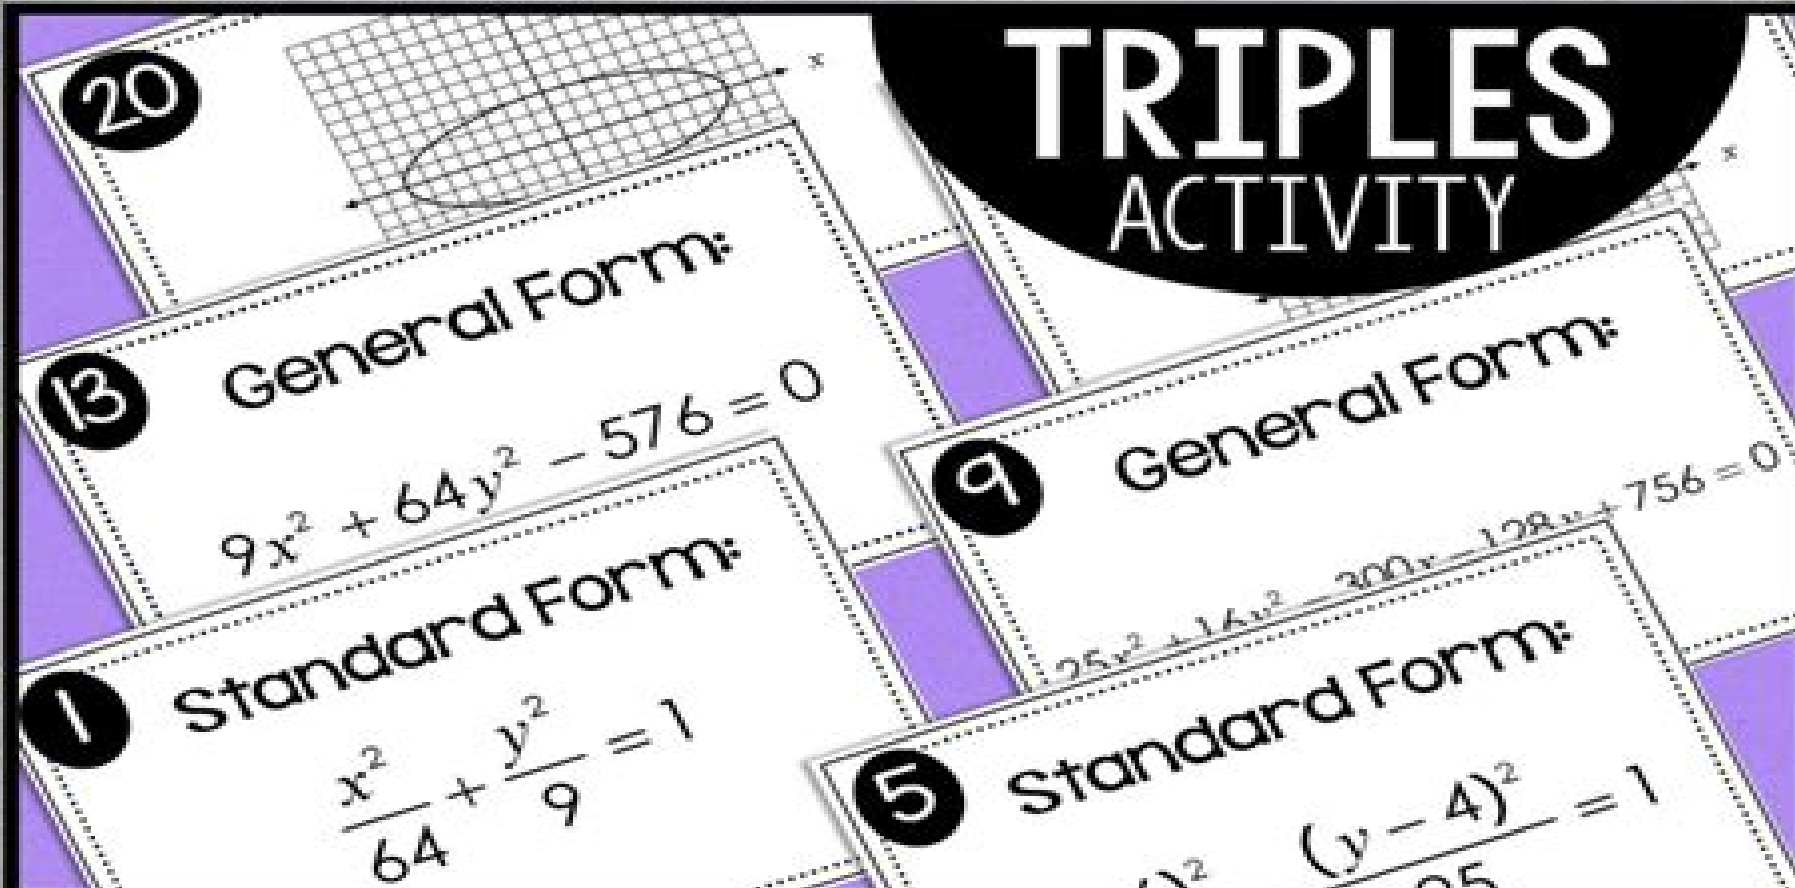 TRIPLES
ACTIVITY
20
x
x
13
General Form:
9x² + 64y² − 576 = 0
9
General Form:
+ 756 = 0
1
Standard Form:
x²/64 + y²/9 = 1
5
Standard Form:
(y − 4)²
= 1